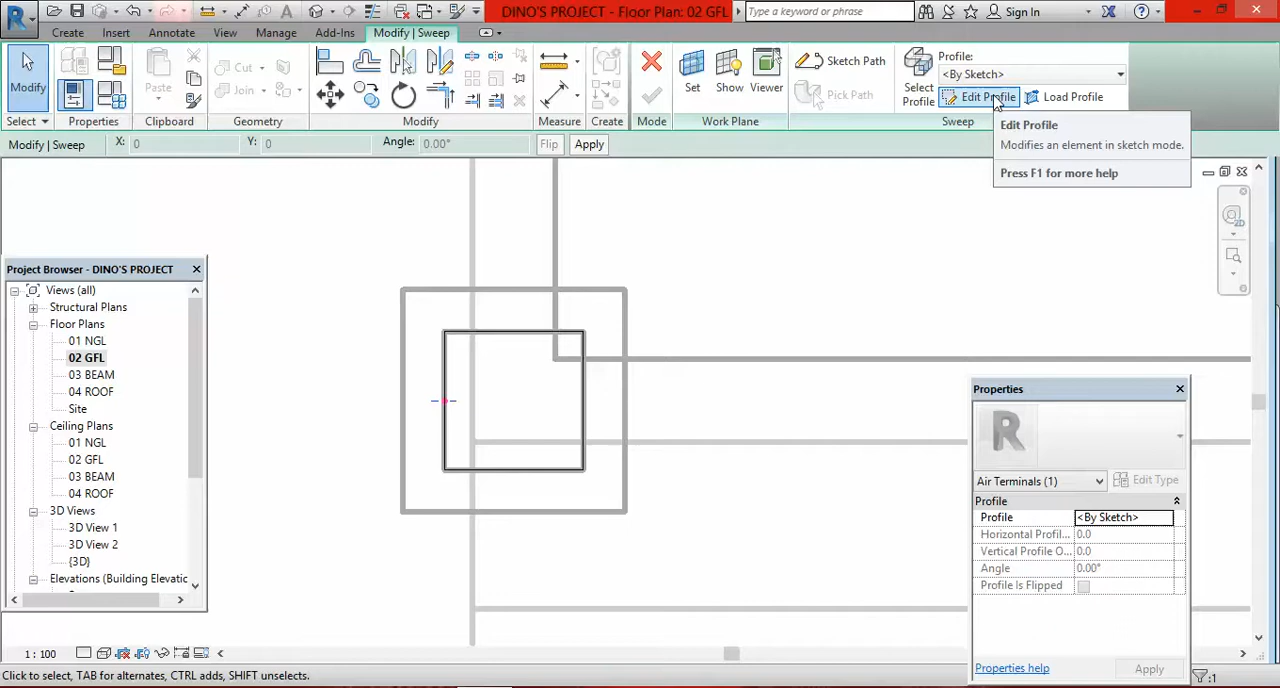 DINO'S PROJECT - Floor Plan: 02 GFL
Type a keyword or phrase
Sign In
Create Insert Annotate View Manage Add-Ins Modify | Sweep
Modify
Paste
Cut
Join
Set Show Viewer
Sketch Path
Pick Path
Select Profile
Profile:
<By Sketch>
Edit Profile
Load Profile
Select Properties Clipboard Geometry Modify Measure Create Mode Work Plane Sweep
Edit Profile
Modifies an element in sketch mode.
Press F1 for more help
Modify | Sweep X: 0 Y: 0 Angle: 0.00° Flip Apply
2D
Project Browser - DINO'S PROJECT
Views (all)
Structural Plans
Floor Plans
01 NGL
02 GFL
03 BEAM
04 ROOF
Site
Ceiling Plans
01 NGL
02 GFL
03 BEAM
04 ROOF
3D Views
3D View 1
3D View 2
{3D}
Elevations (Building Elevatic
Properties
R
Air Terminals (1) Edit Type
Profile
Profile <By Sketch>
Horizontal Profil... 0.0
Vertical Profile O... 0.0
Angle 0.00°
Profile Is Flipped
Properties help Apply
1 : 100
Click to select, TAB for alternates, CTRL adds, SHIFT unselects.
:1